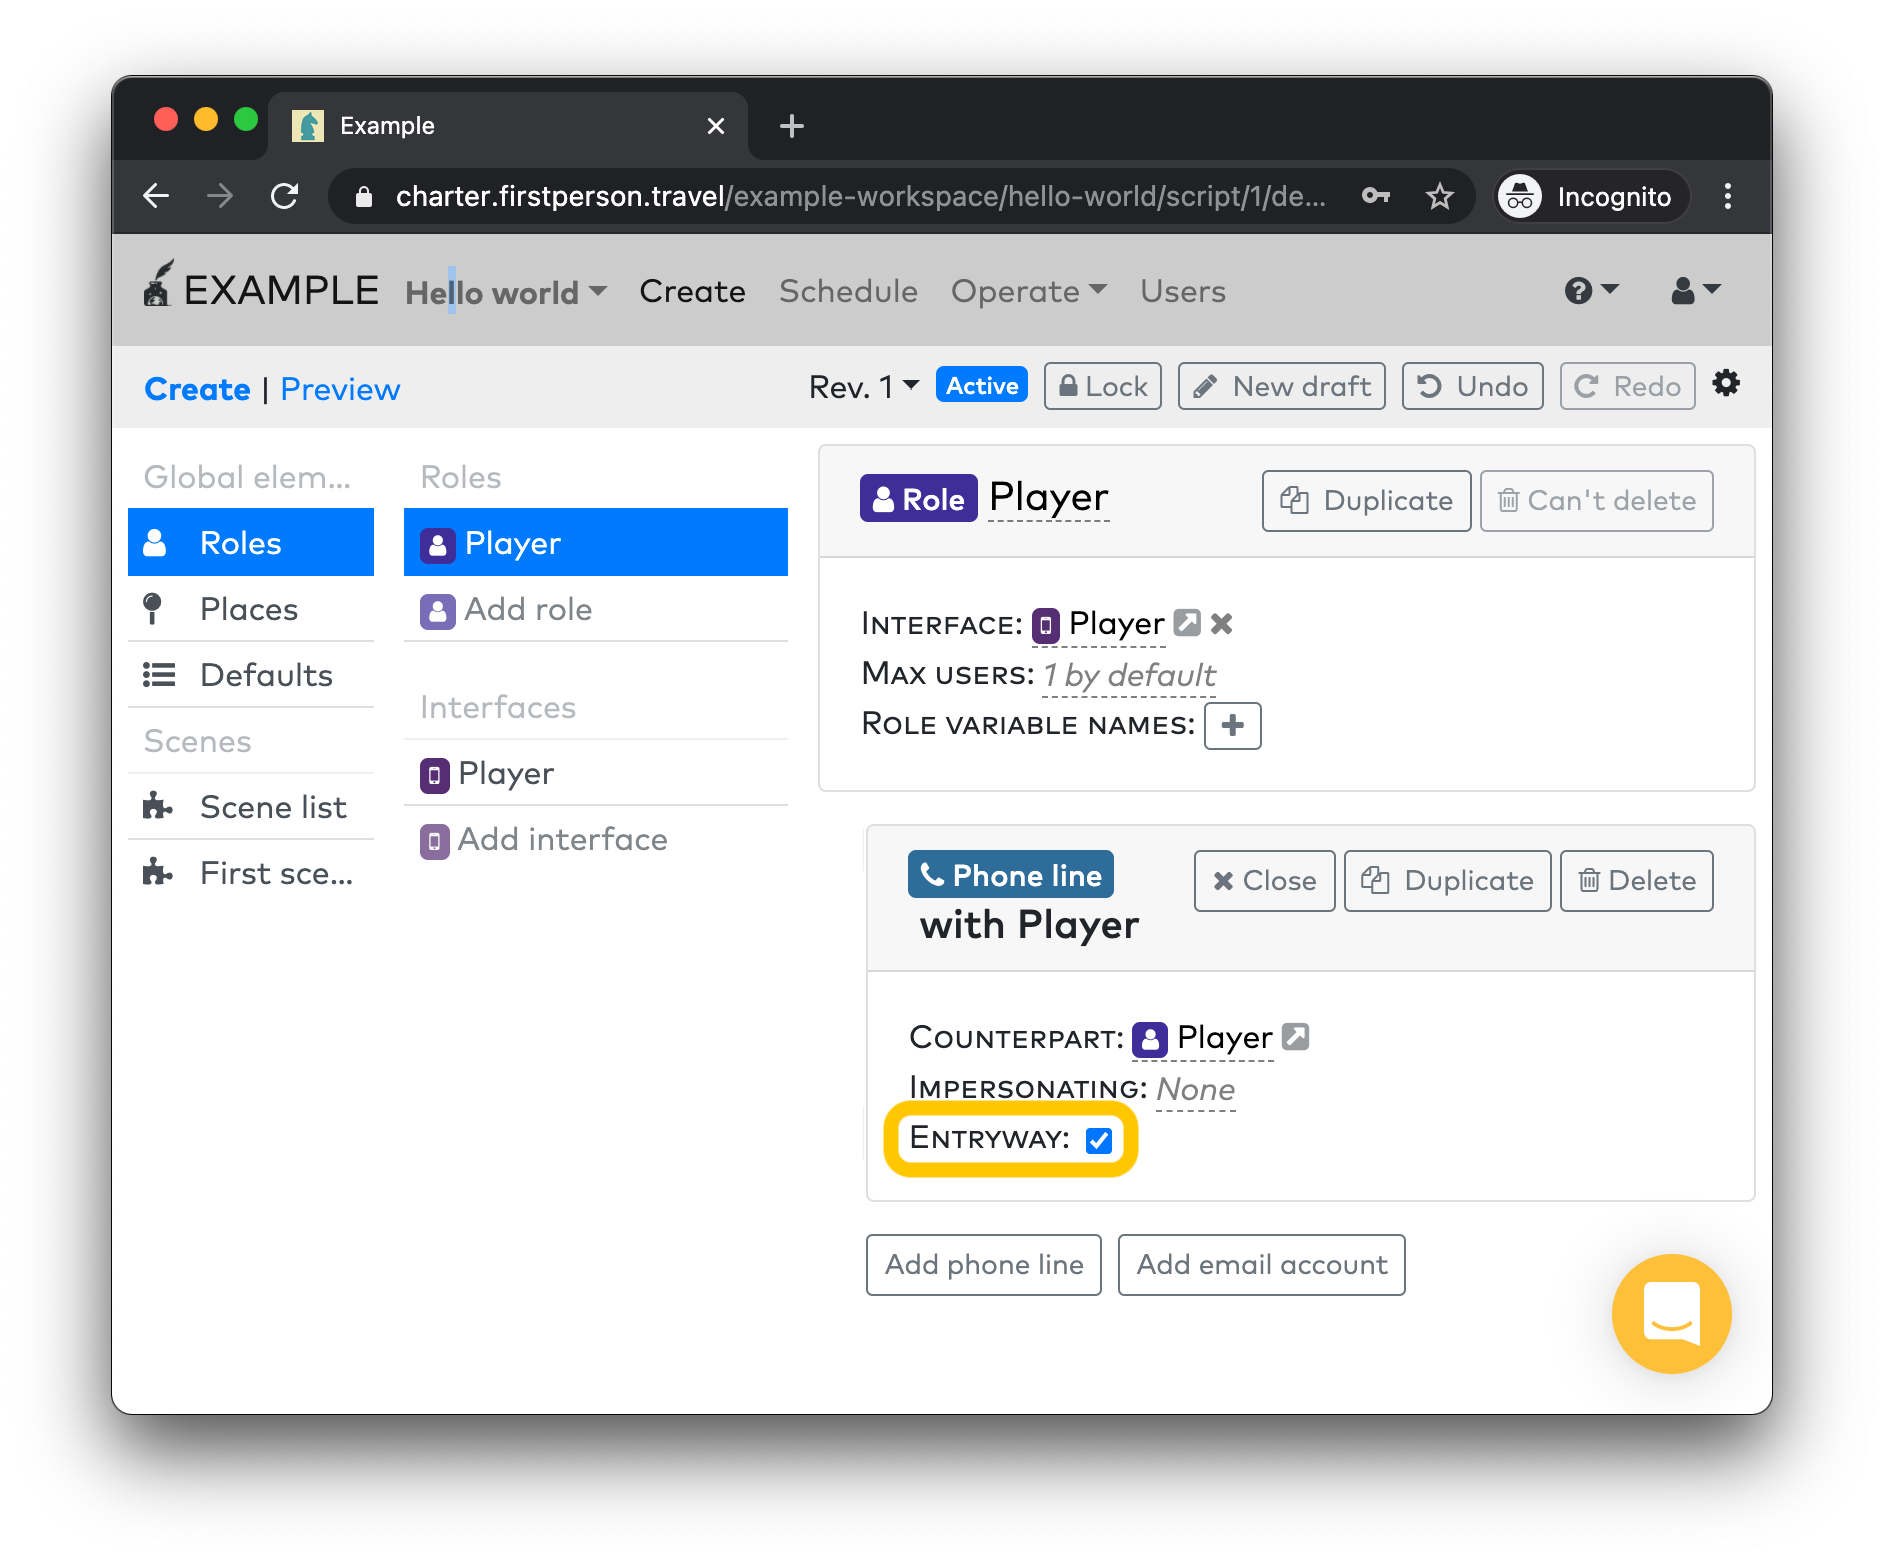 Example
charter.firstperson.travel/example-workspace/hello-world/script/1/de...
Incognito
EXAMPLE Hello world Create Schedule Operate Users
Create | Preview
Rev. 1 Active Lock New draft Undo Redo
Global elem...
Roles
Places
Defaults
Scenes
Scene list
First sce...
Roles
Player
Add role
Interfaces
Player
Add interface
Role Player
Duplicate Can't delete
INTERFACE: Player
MAX USERS: 1 by default
ROLE VARIABLE NAMES:
Phone line
with Player
Close Duplicate Delete
COUNTERPART: Player
IMPERSONATING: None
ENTRYWAY:
Add phone line Add email account